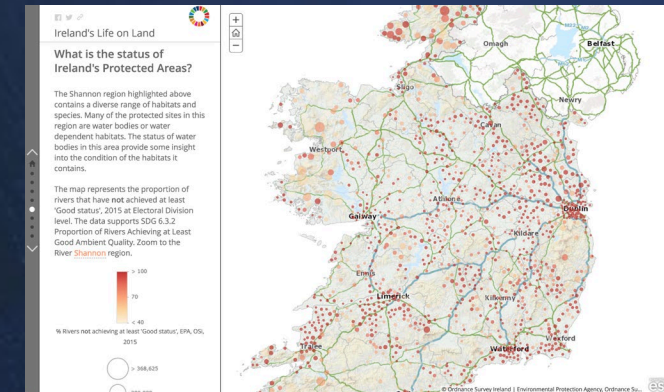 Ireland's Life on Land
What is the status of
Ireland's Protected Areas?
The Shannon region highlighted above
contains a diverse range of habitats and
species. Many of the protected sites in this
region are water bodies or water
dependent habitats. The status of water
bodies in this area provide some insight
into the condition of the habitats it
contains.
The map represents the proportion of
rivers that have not achieved at least
'Good status', 2015 at Electoral Division
level. The data supports SDG 6.3.2
Proportion of Rivers Achieving at Least
Good Ambient Quality. Zoom to the
River Shannon region.
> 100
70
< 40
% Rivers not achieving at least 'Good status', EPA, OSI,
2015
> 368,625
+
−
Omagh
Belfast
Sligo
Newry
Cavan
Westport
Athlone
Galway
Dublin
Kildare
Ennis
Limerick
Kilkenny
Wexford
Tralee
Waterford
© Ordnance Survey Ireland | Environmental Protection Agency, Ordnance Su...